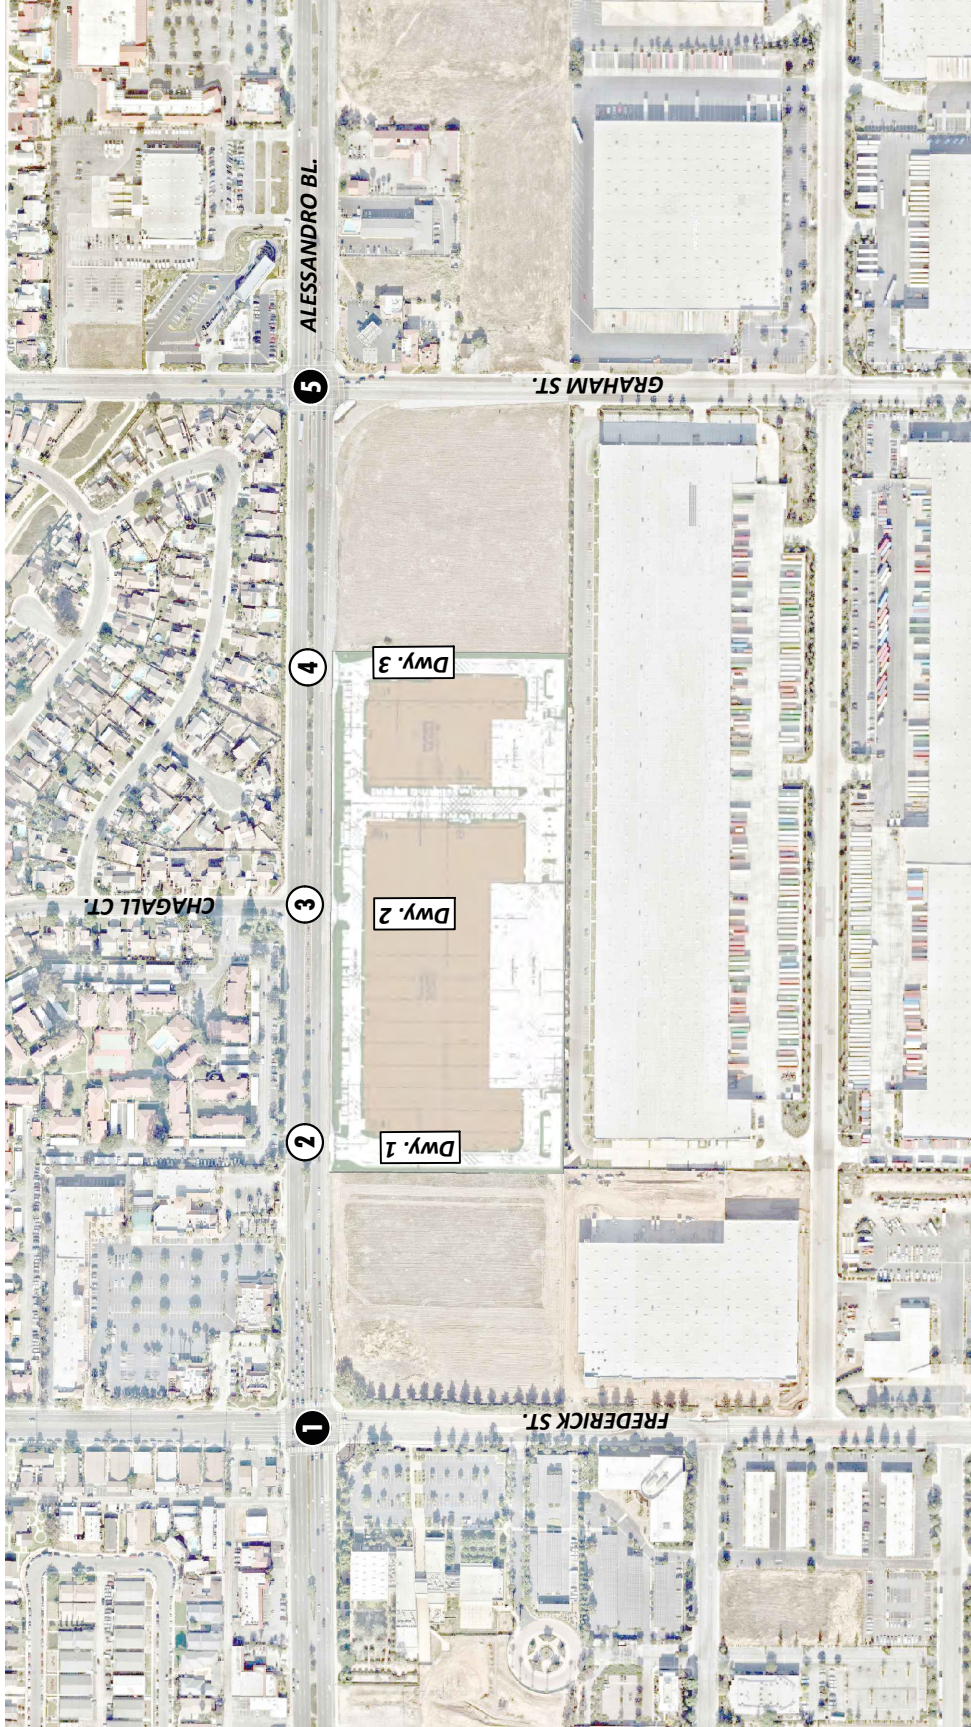 ALESSANDRO BL.
5
GRAHAM ST.
4
Dwy. 3
CHAGALL CT.
3
Dwy. 2
2
Dwy. 1
1
FREDERICK ST.